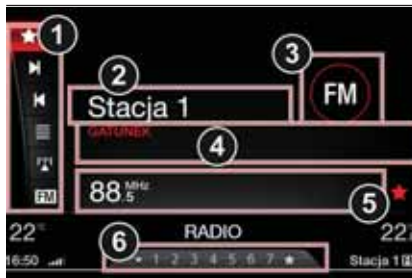 1
2
3
Stacja 1
FM
GATUNEK
4
88.5 MHz
FM
5
22°
RADIO
22
6
16:50
1 2 3 4 5 6 7
Stacja 1